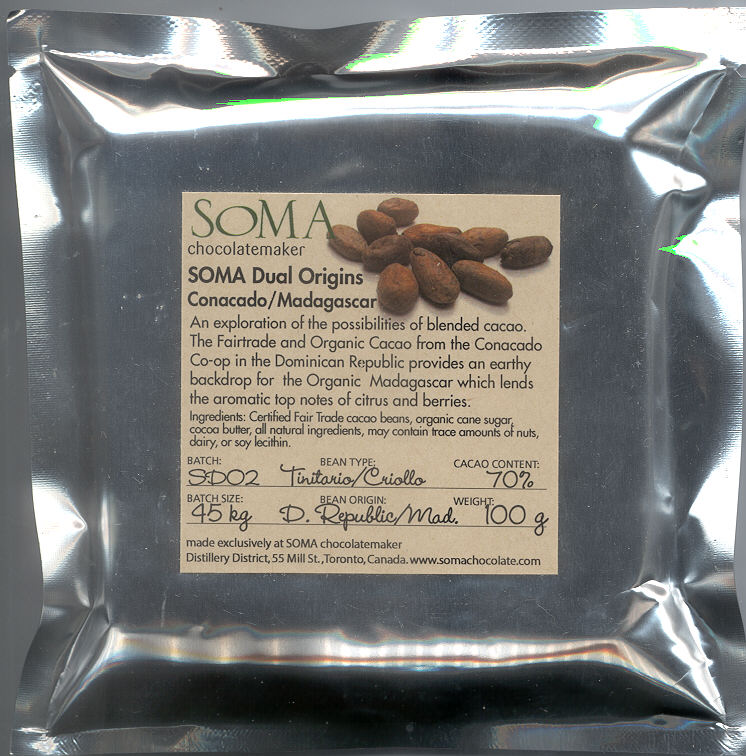 SOMA
chocolatemaker
SOMA Dual Origins
Conacado/Madagascar
An exploration of the possibilities of blended cacao.
The Fairtrade and Organic Cacao from the Conacado
Co-op in the Dominican Republic provides an earthy
backdrop for the Organic Madagascar which lends
the aromatic top notes of citrus and berries.
Ingredients: Certified Fair Trade cacao beans, organic cane sugar,
cocoa butter, all natural ingredients, may contain trace amounts of nuts,
dairy, or soy lecithin.
BATCH: BEAN TYPE: CACAO CONTENT:
S:D02 Tinitario/Criollo 70%
BATCH SIZE: BEAN ORIGIN: WEIGHT:
45 kg D. Republic/Mad. 100 g
made exclusively at SOMA chocolatemaker
Distillery District, 55 Mill St., Toronto, Canada. www.somachocolate.com